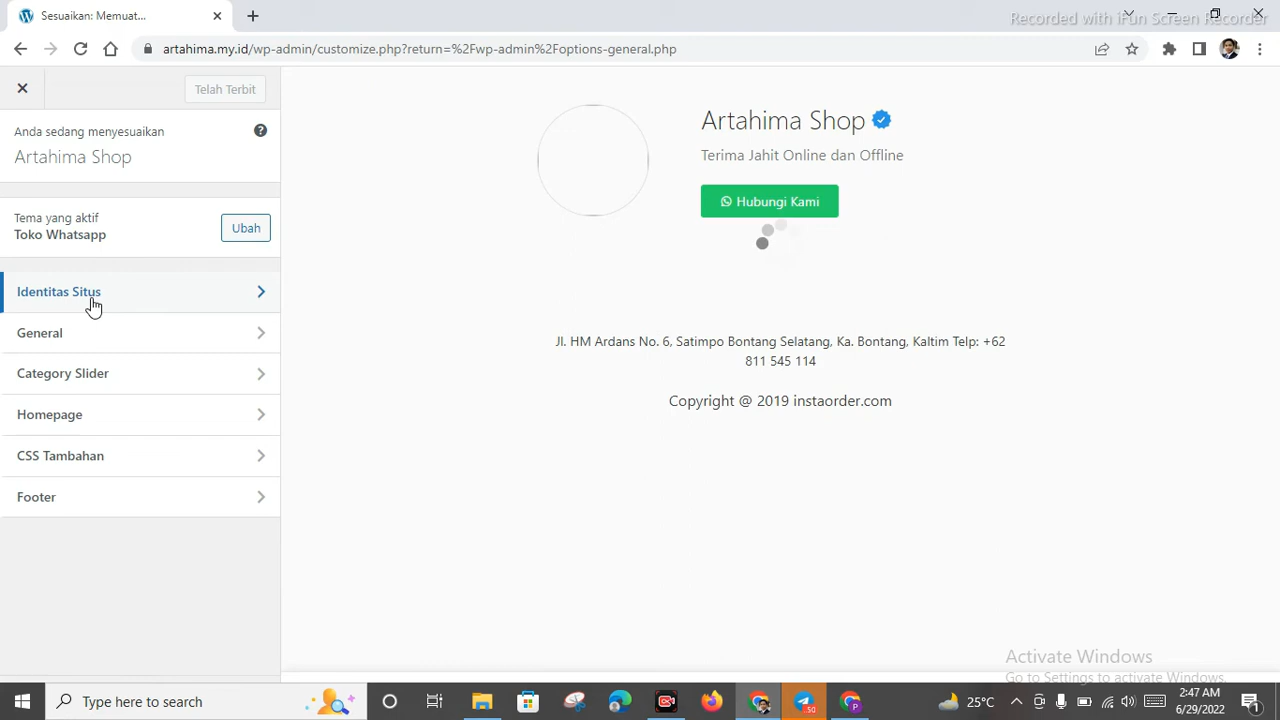 Sesuaikan: Memuat...
Recorded with iFun Screen Recorder
artahima.my.id/wp-admin/customize.php?return=%2Fwp-admin%2Foptions-general.php
Telah Terbit
Anda sedang menyesuaikan
Artahima Shop
Tema yang aktif
Toko Whatsapp
Ubah
Identitas Situs
General
Category Slider
Homepage
CSS Tambahan
Footer
Artahima Shop
Terima Jahit Online dan Offline
Hubungi Kami
Jl. HM Ardans No. 6, Satimpo Bontang Selatang, Ka. Bontang, Kaltim Telp: +62
811 545 114
Copyright @ 2019 instaorder.com
Activate Windows
Go to Settings to activate Windows.
Type here to search
50
25°C
2:47 AM
6/29/2022
1